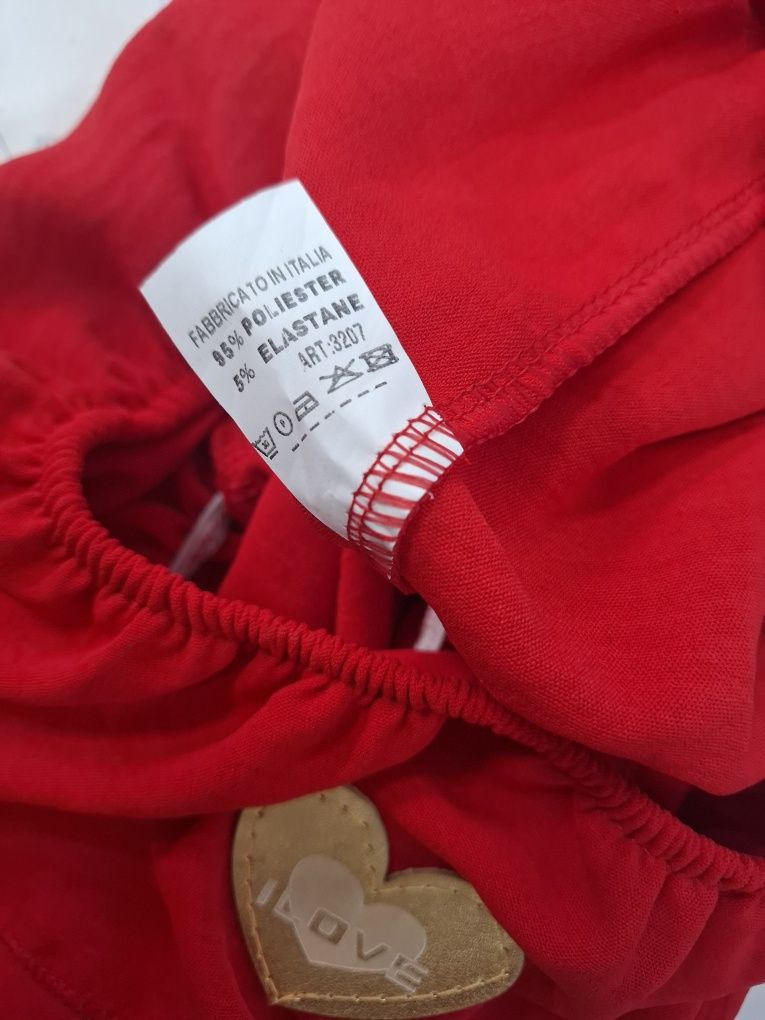 FABBRICATO IN ITALIA
95% POLIESTER
5% ELASTANE
ART:3207
I LOVE